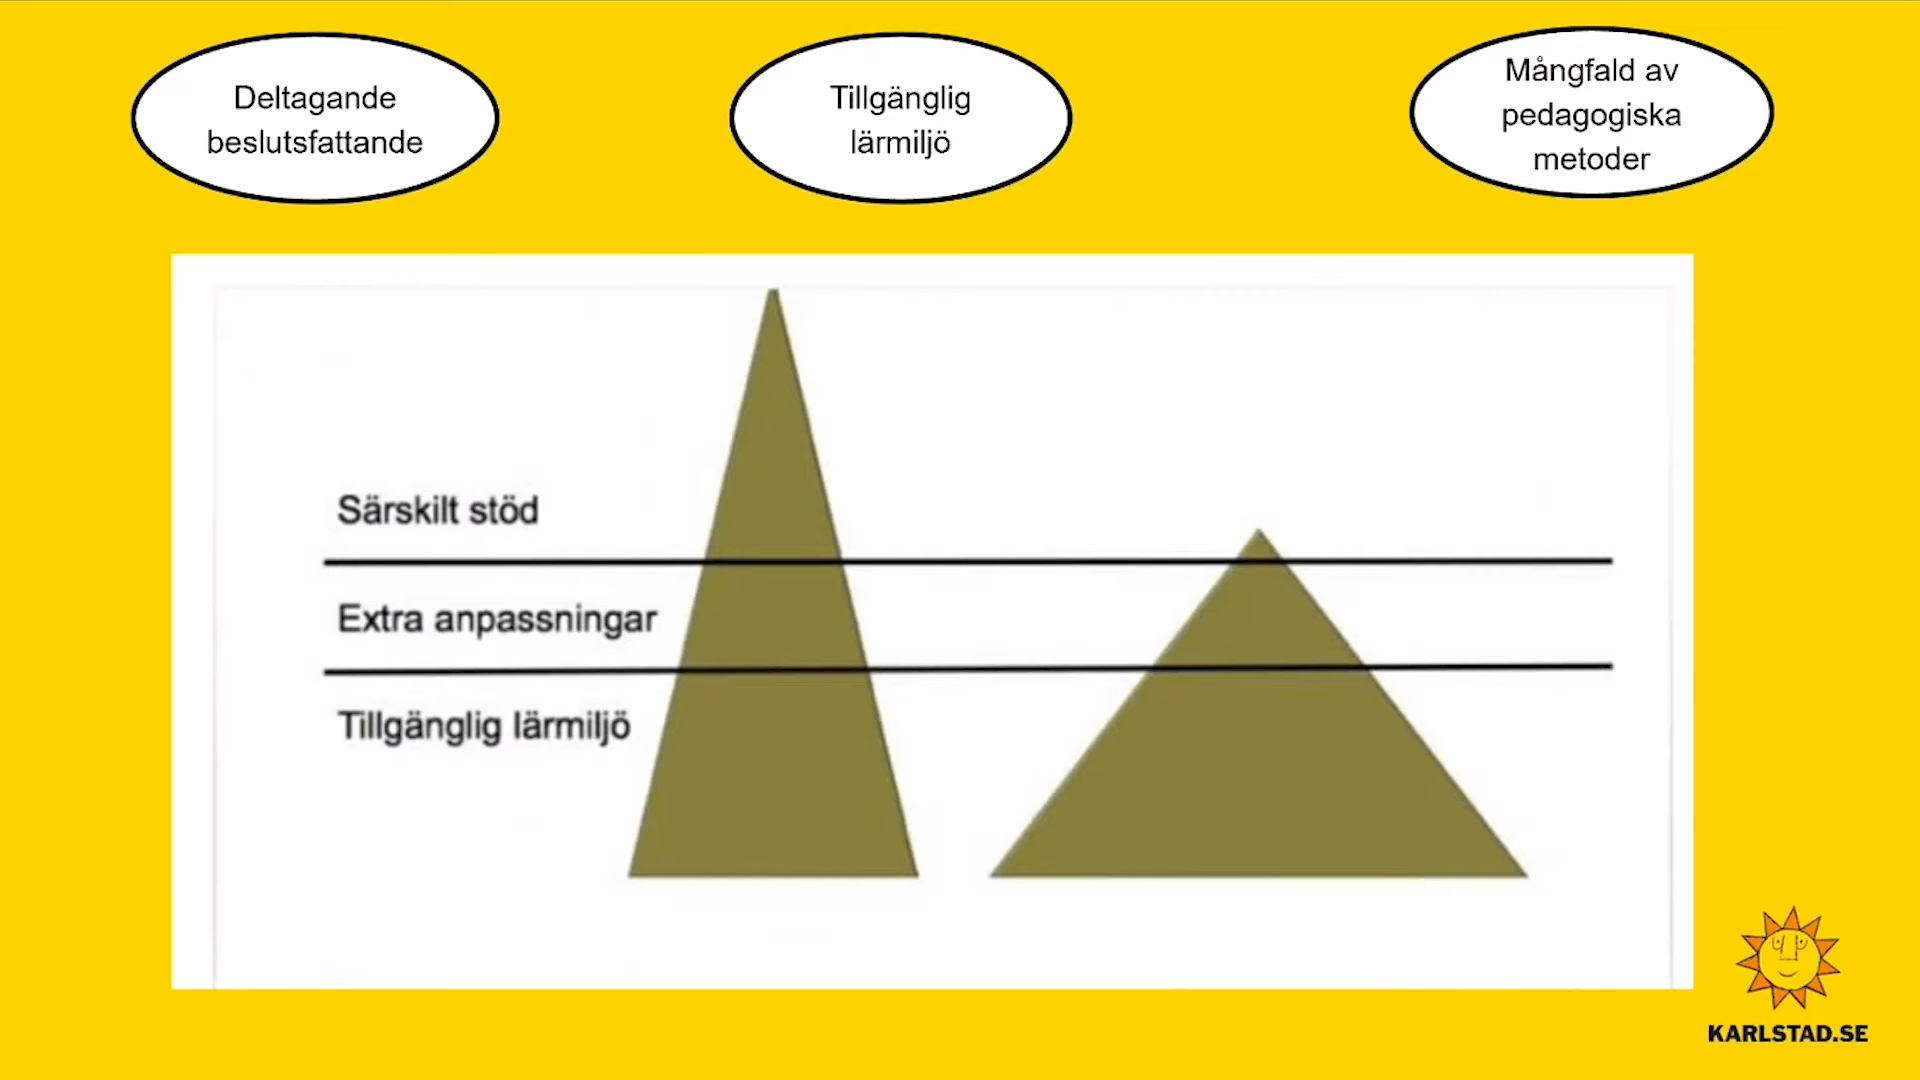 Deltagande
beslutsfattande
Tillgänglig
lärmiljö
Mångfald av
pedagogiska
metoder
Särskilt stöd
Extra anpassningar
Tillgänglig lärmiljö
KARLSTAD.SE